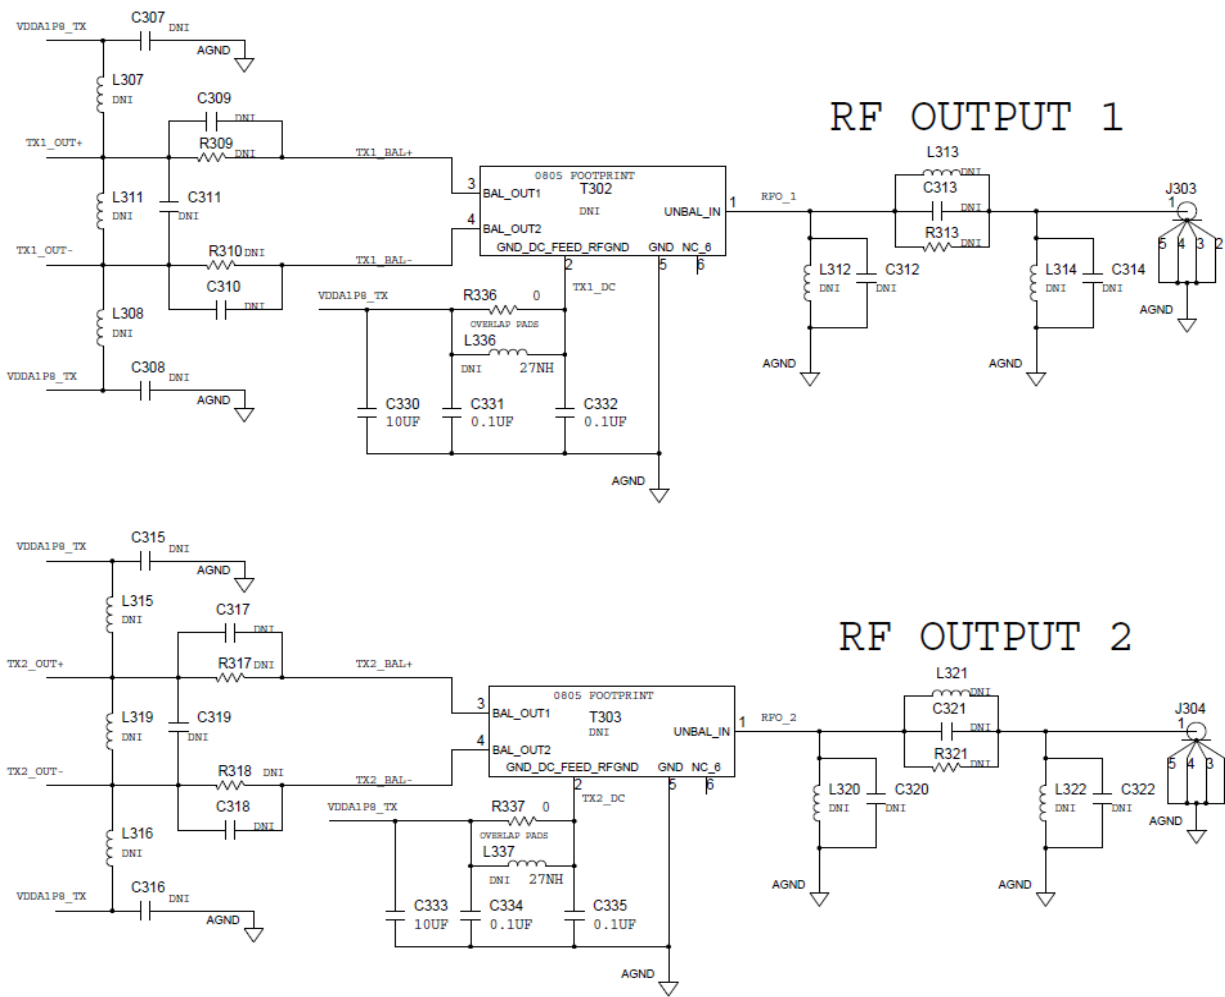 C307
VDDA1P8_TX
DNI
AGND
L307
DNI
C309
DNI
TX1_OUT+
R309
DNI
TX1_BAL+
L311
DNI
C311
DNI
TX1_OUT-
R310
DNI
TX1_BAL-
C310
DNI
L308
DNI
VDDA1P8_TX
C308
DNI
AGND
0805 FOOTPRINT
T302
DNI
3
BAL_OUT1
4
BAL_OUT2
UNBAL_IN
1
GND_DC_FEED_RFGND
GND
NC_6
2
5
6
TX1_DC
VDDA1P8_TX
R336
0
OVERLAP PADS
L336
DNI
27NH
C330
10UF
C331
0.1UF
C332
0.1UF
AGND
RF OUTPUT 1
RFO_1
L313
DNI
C313
DNI
R313
DNI
L312
DNI
C312
DNI
AGND
L314
DNI
C314
DNI
AGND
J303
1
5
4
3
2
AGND
C315
VDDA1P8_TX
DNI
AGND
L315
DNI
C317
DNI
TX2_OUT+
R317
DNI
TX2_BAL+
L319
DNI
C319
DNI
TX2_OUT-
R318
DNI
TX2_BAL-
C318
DNI
L316
DNI
VDDA1P8_TX
C316
DNI
AGND
0805 FOOTPRINT
T303
DNI
3
BAL_OUT1
4
BAL_OUT2
UNBAL_IN
1
GND_DC_FEED_RFGND
GND
NC_6
2
5
6
TX2_DC
VDDA1P8_TX
R337
0
OVERLAP PADS
L337
DNI
27NH
C333
10UF
C334
0.1UF
C335
0.1UF
AGND
RF OUTPUT 2
RFO_2
L321
DNI
C321
DNI
R321
DNI
L320
DNI
C320
DNI
AGND
L322
DNI
C322
DNI
AGND
J304
1
5
4
3
AGND